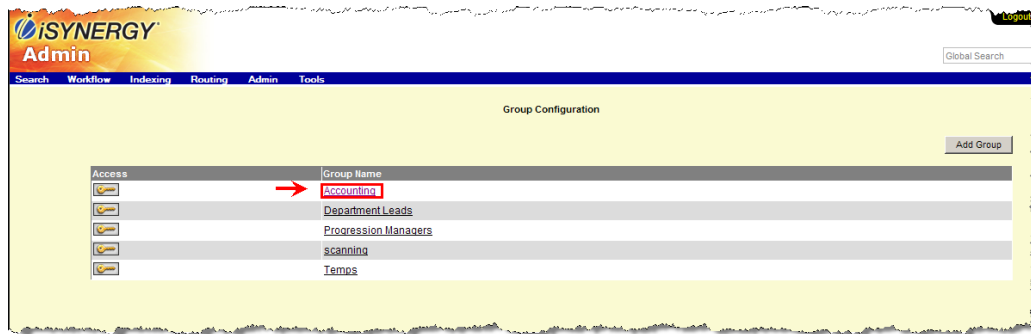 Logout
iSYNERGY
Admin
Global Search
Search Workflow Indexing Routing Admin Tools
Group Configuration
Add Group
Access Group Name
Accounting
Department Leads
Progression Managers
scanning
Temps